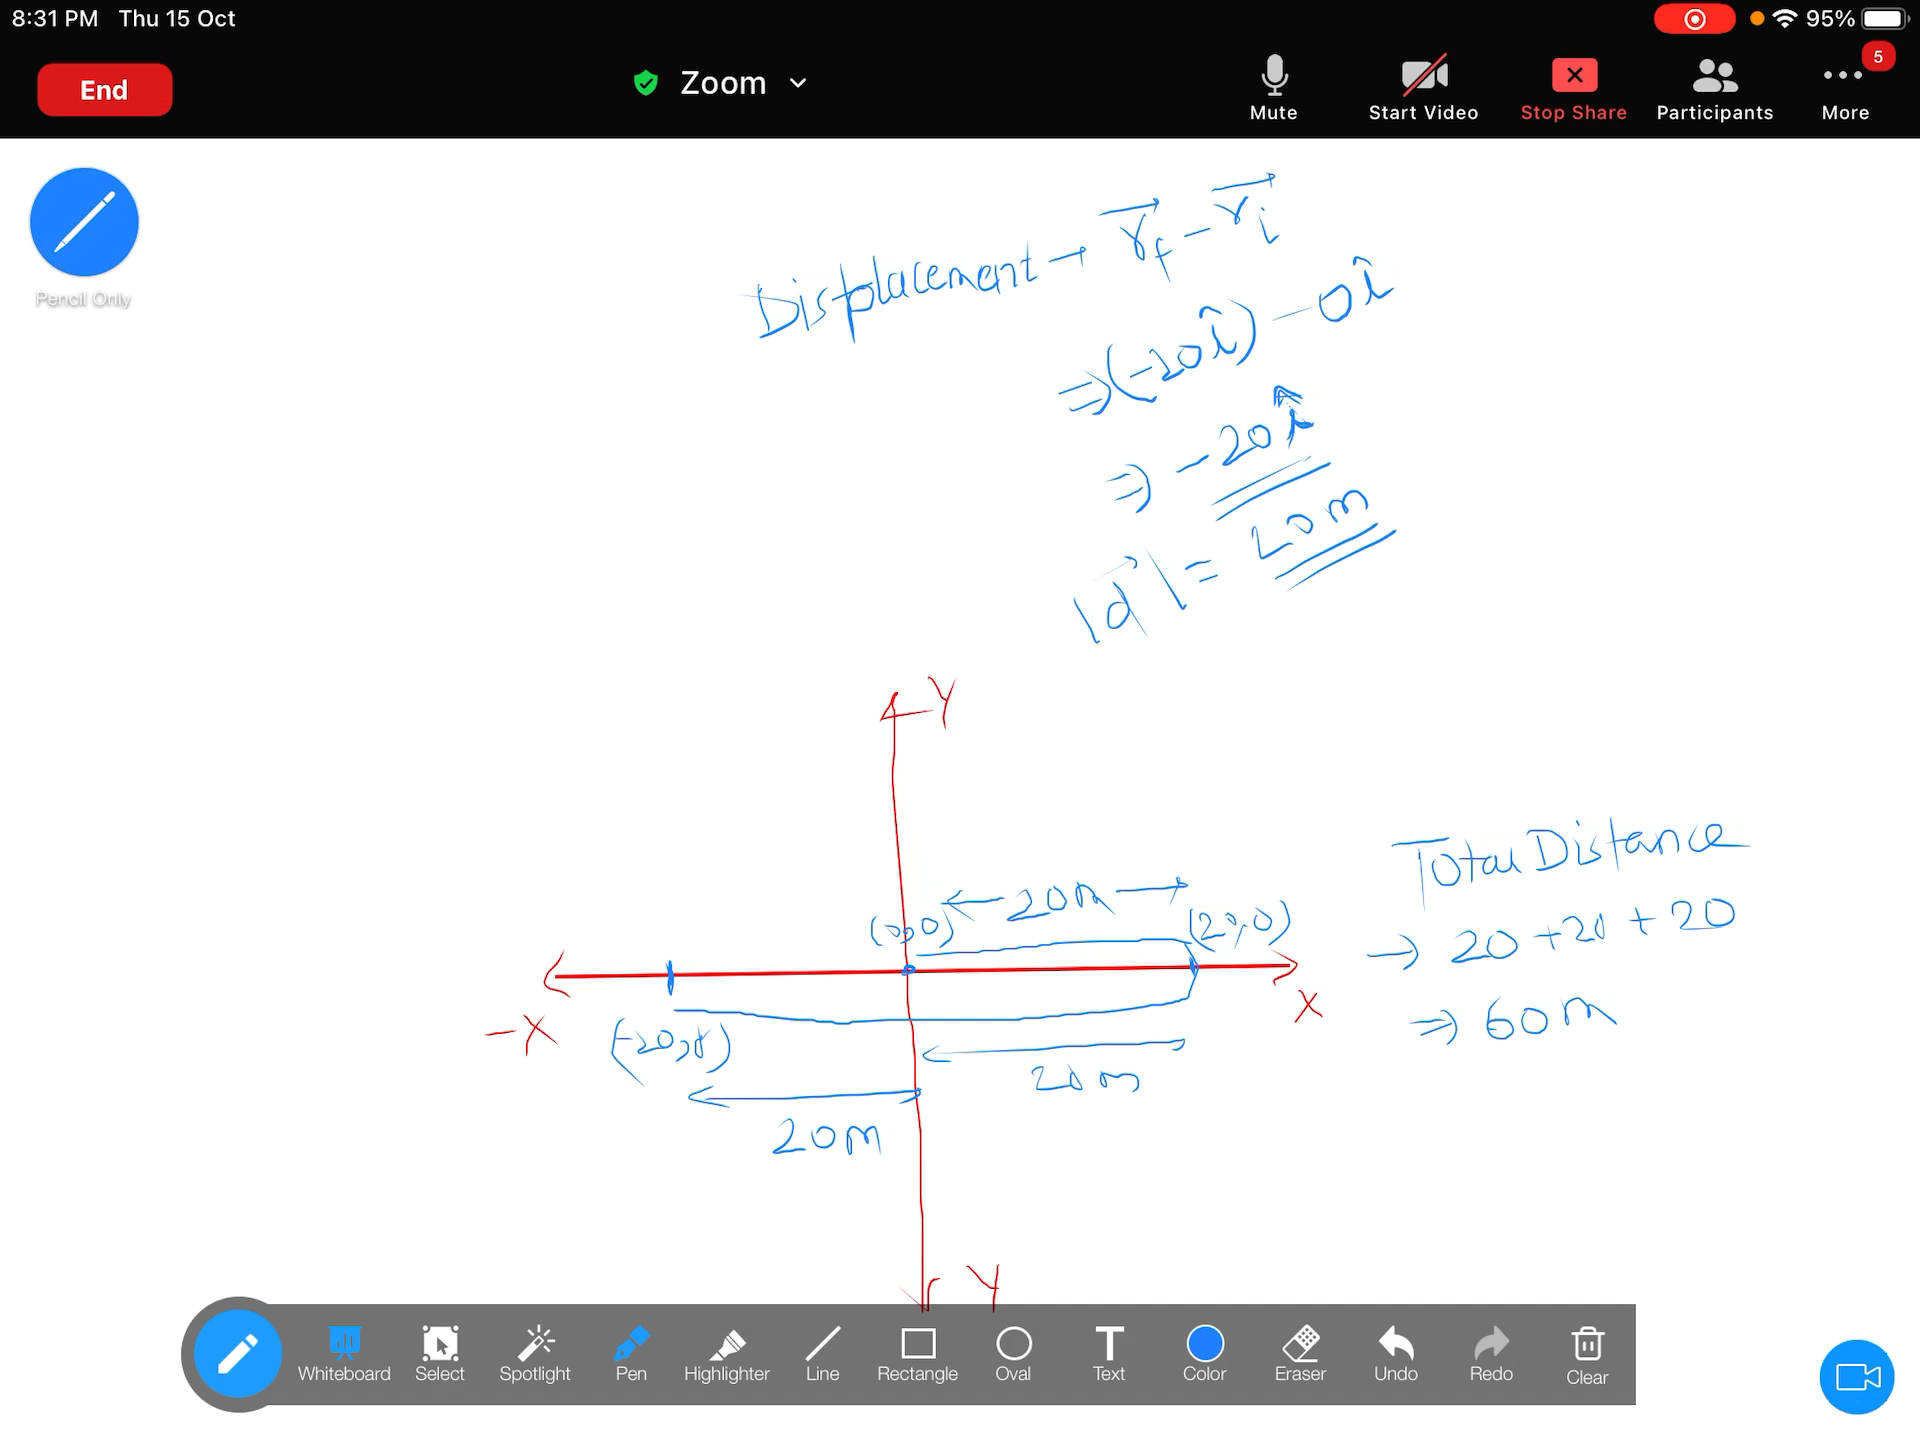 8:31 PM Thu 15 Oct
95%
End
Zoom
Mute
Start Video
Stop Share
Participants
More
5
Pencil Only
Displacement → r⃗f - r⃗i
⇒ (-20î) - 0î
⇒ -20î
|d⃗| = 20m
Y
20m
(0,0)
(20,0)
-X
X
(-20,0)
20m
20m
Y
Total Distance
→ 20 + 20 + 20
⇒ 60m
Whiteboard
Select
Spotlight
Pen
Highlighter
Line
Rectangle
Oval
Text
Color
Eraser
Undo
Redo
Clear